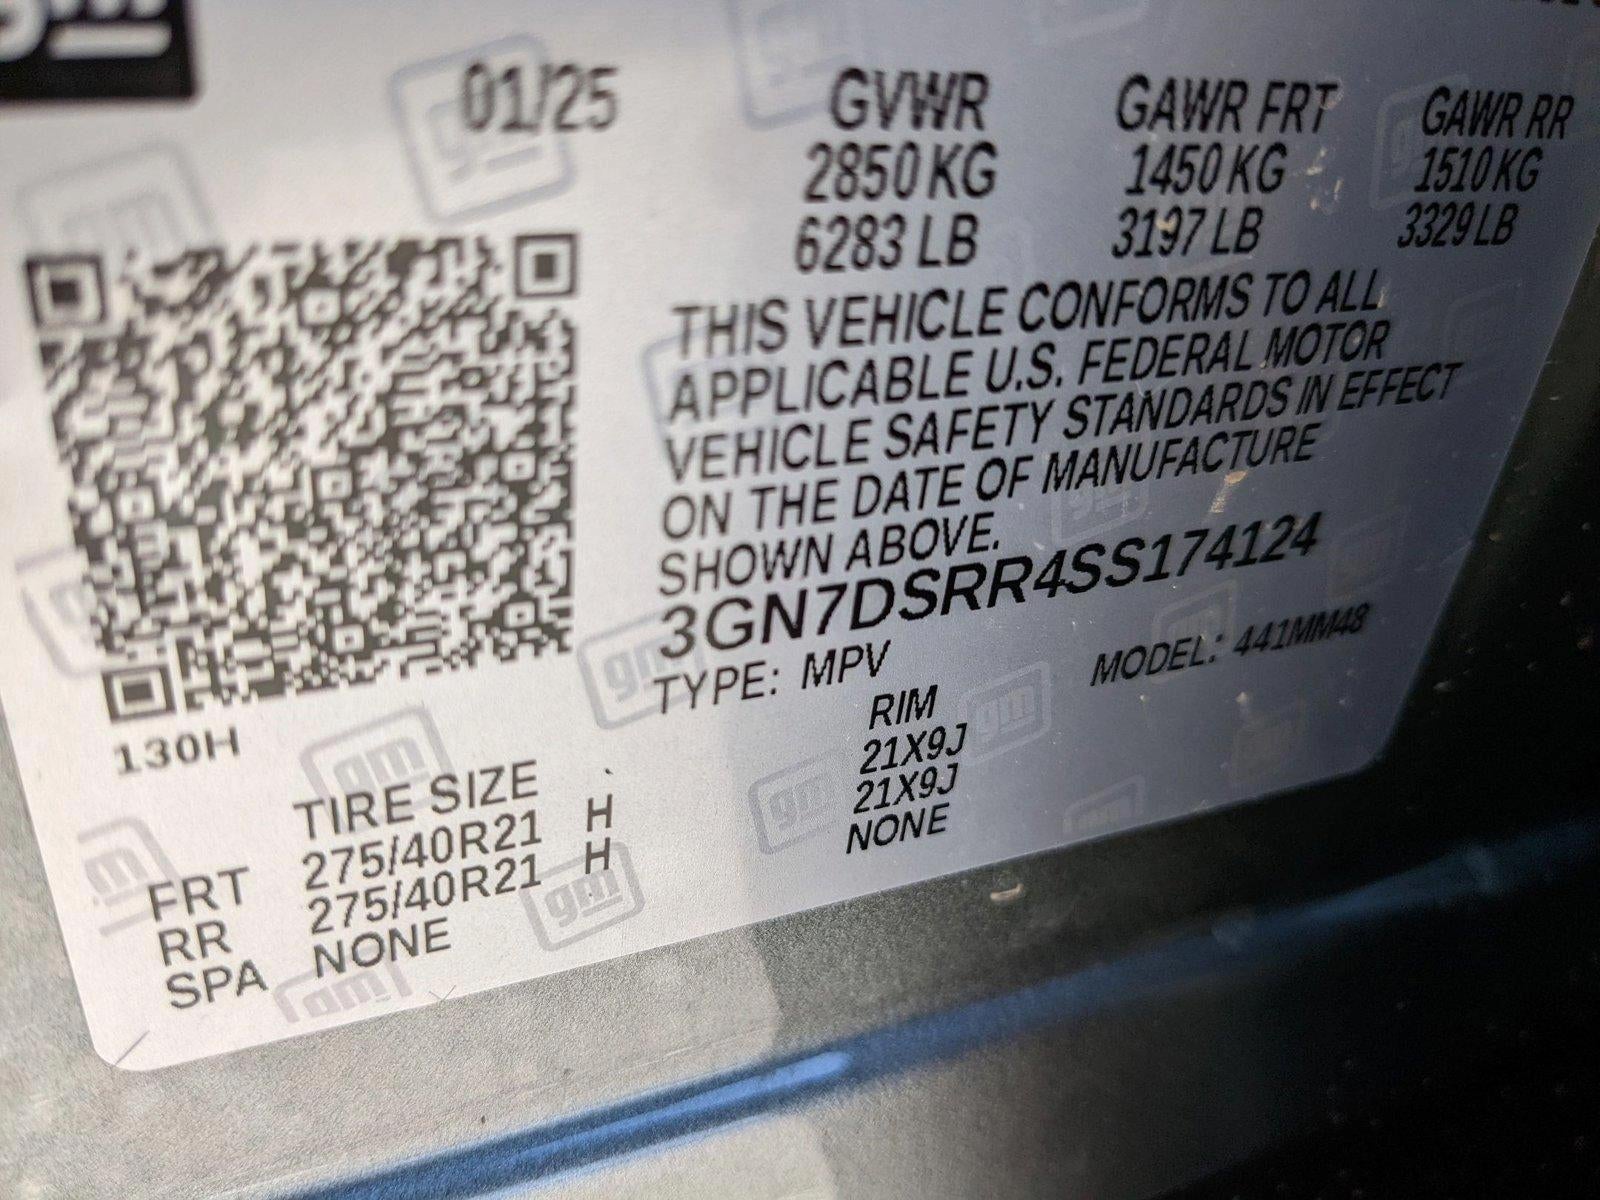 gm
01/25 GVWR GAWR FRT GAWR RR
2850 KG 1450 KG 1510 KG
6283 LB 3197 LB 3329 LB
THIS VEHICLE CONFORMS TO ALL
APPLICABLE U.S. FEDERAL MOTOR
VEHICLE SAFETY STANDARDS IN EFFECT
ON THE DATE OF MANUFACTURE
SHOWN ABOVE.
3GN7DSRR4SS174124
TYPE: MPV MODEL: 441MM48
130H
TIRE SIZE RIM
FRT 275/40R21 H 21X9J
RR 275/40R21 H 21X9J
SPA NONE NONE